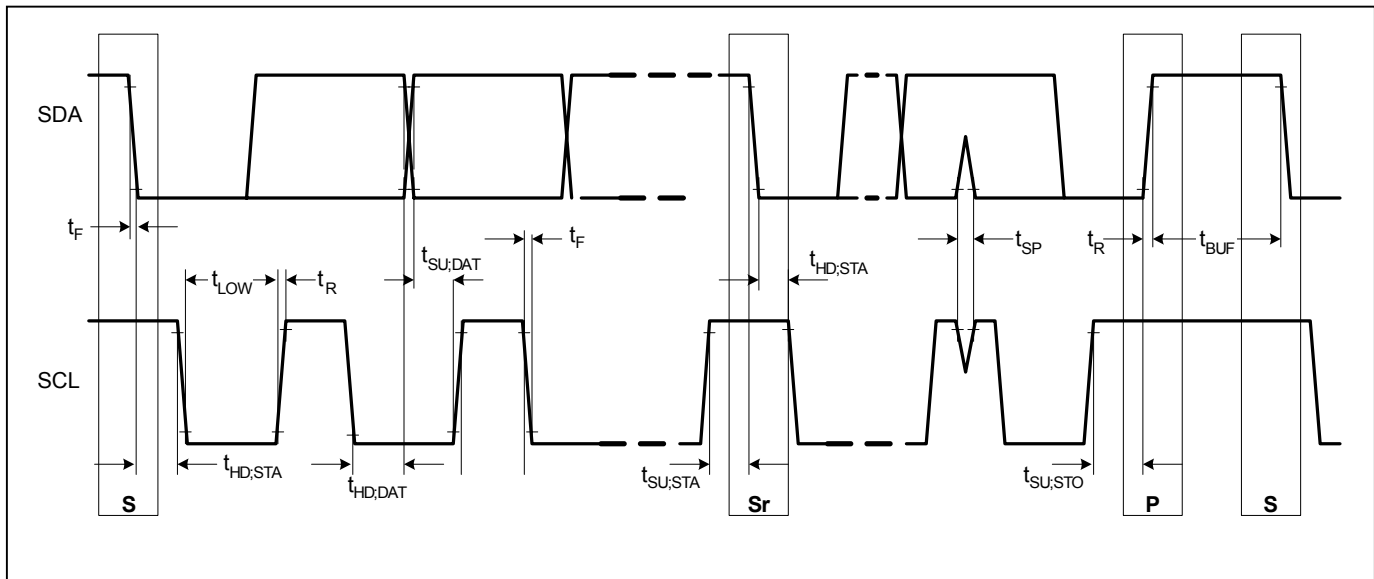 SDA
t_F
t_LOW
t_R
t_SU;DAT
t_F
t_HD;STA
t_SP
t_R
t_BUF
SCL
t_HD;STA
t_HD;DAT
t_SU;STA
t_SU;STO
S
Sr
P
S